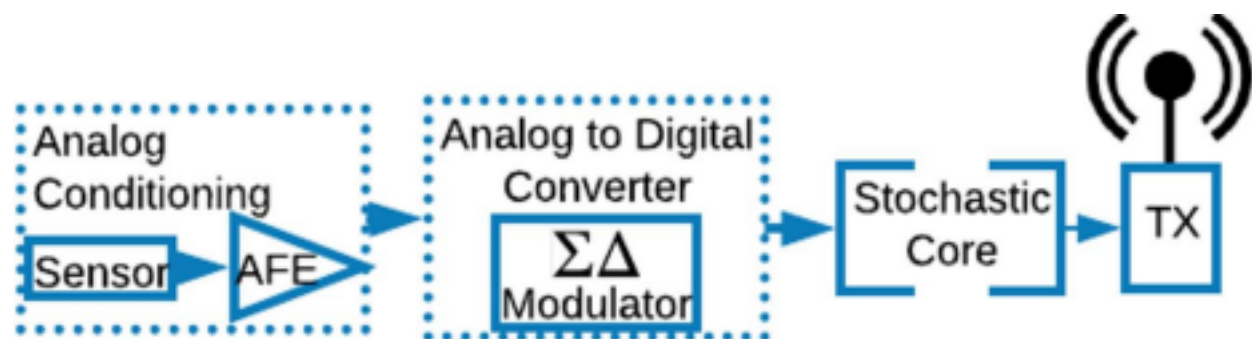 Analog
Conditioning
Sensor
AFE
Analog to Digital
Converter
ΣΔ
Modulator
Stochastic
Core
TX